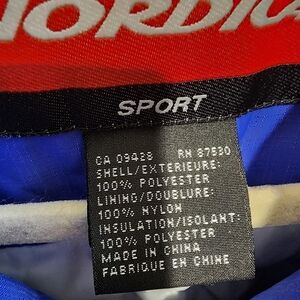 NORDIC
SPORT
CA 09428 RN 87530
SHELL/EXTERIEURE:
100% POLYESTER
LINING/DOUBLURE:
100% NYLON
INSULATION/ISOLANT:
100% POLYESTER
MADE IN CHINA
FABRIQUE EN CHINE